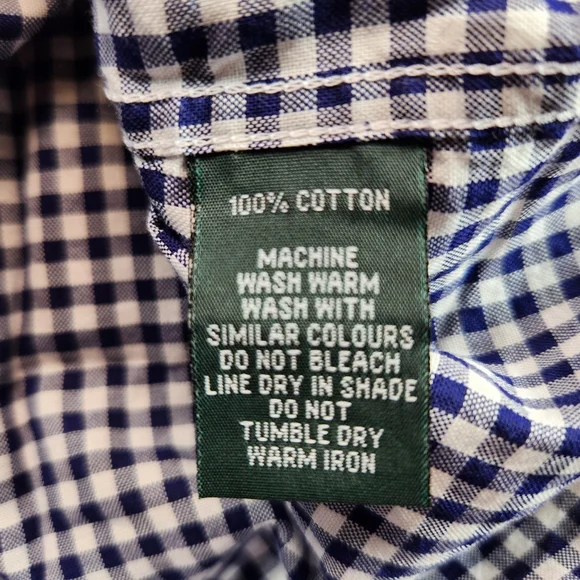 100% COTTON
MACHINE
WASH WARM
WASH WITH
SIMILAR COLOURS
DO NOT BLEACH
LINE DRY IN SHADE
DO NOT
TUMBLE DRY
WARM IRON